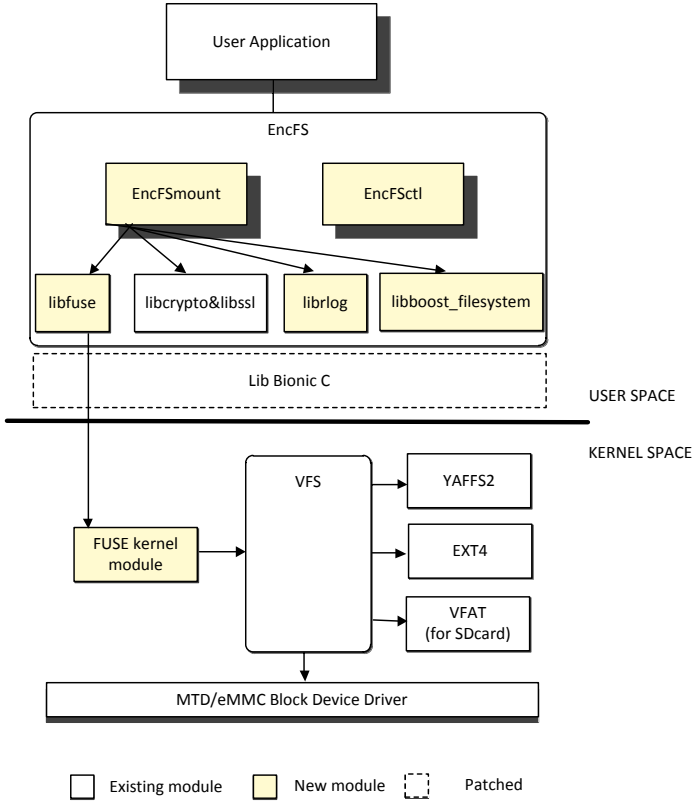 User Application
EncFS
EncFSmount
EncFSctl
libfuse
libcrypto&libssl
librlog
libboost_filesystem
Lib Bionic C
USER SPACE
KERNEL SPACE
VFS
YAFFS2
FUSE kernel
module
EXT4
VFAT
(for SDcard)
MTD/eMMC Block Device Driver
Existing module
New module
Patched